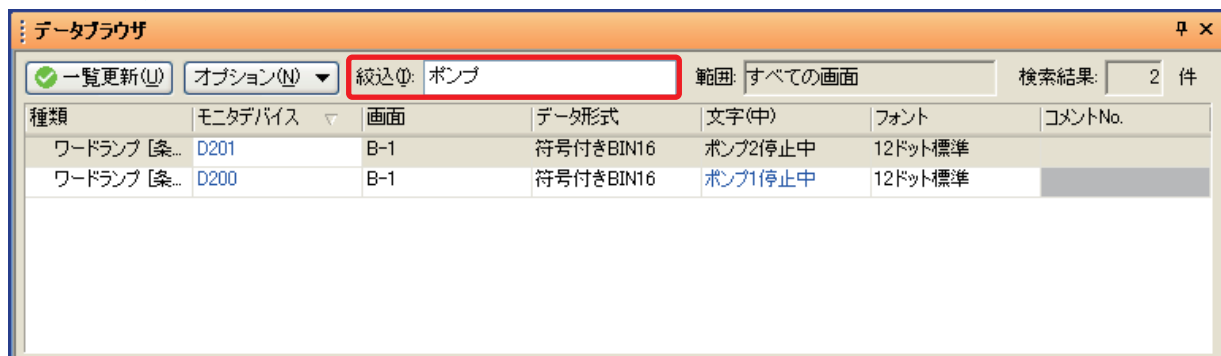 データブラウザ
一覧更新(U) オプション(N) 絞込(I): ポンプ 範囲: すべての画面 検索結果: 2 件
種類 モニタデバイス 画面 データ形式 文字(中) フォント コメントNo.
ワードランプ [条... D201 B-1 符号付きBIN16 ポンプ2停止中 12ドット標準
ワードランプ [条... D200 B-1 符号付きBIN16 ポンプ1停止中 12ドット標準